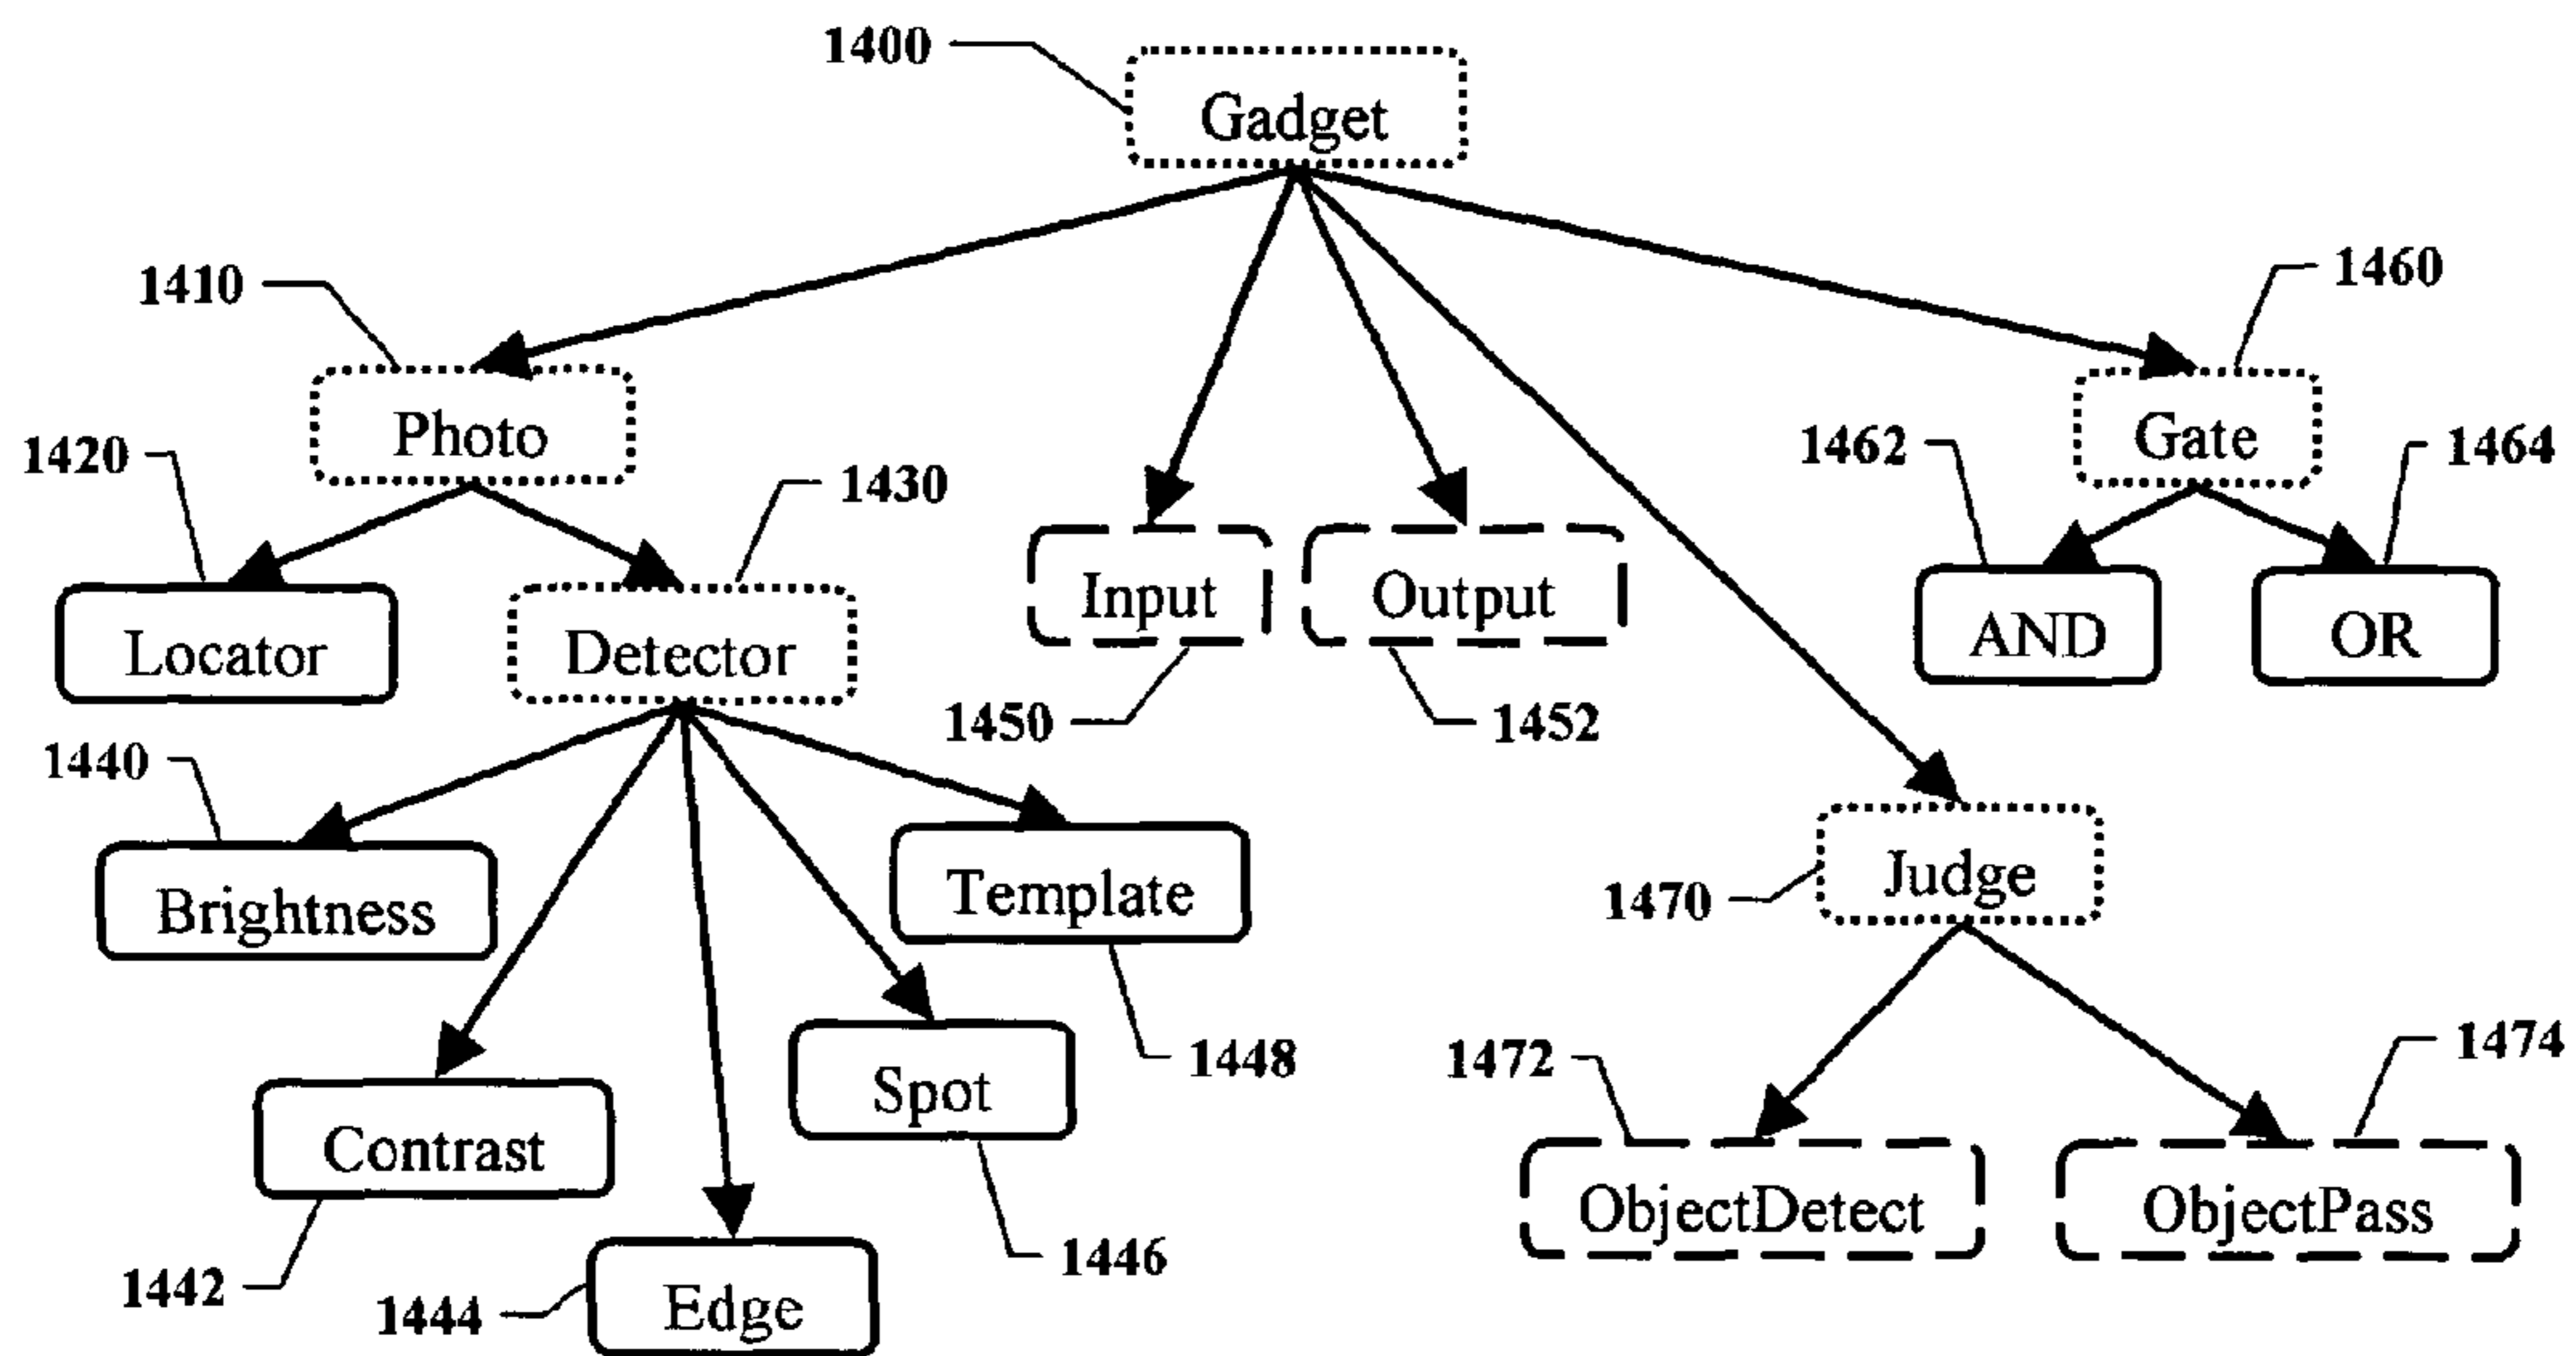 1400
Gadget
1410
1460
Photo
Gate
1420
1430
1462
1464
Locator
Detector
Input
Output
AND
OR
1450
1452
1440
Brightness
Template
Judge
1470
Contrast
Spot
1448
1472
1474
1442
1444
Edge
1446
ObjectDetect
ObjectPass